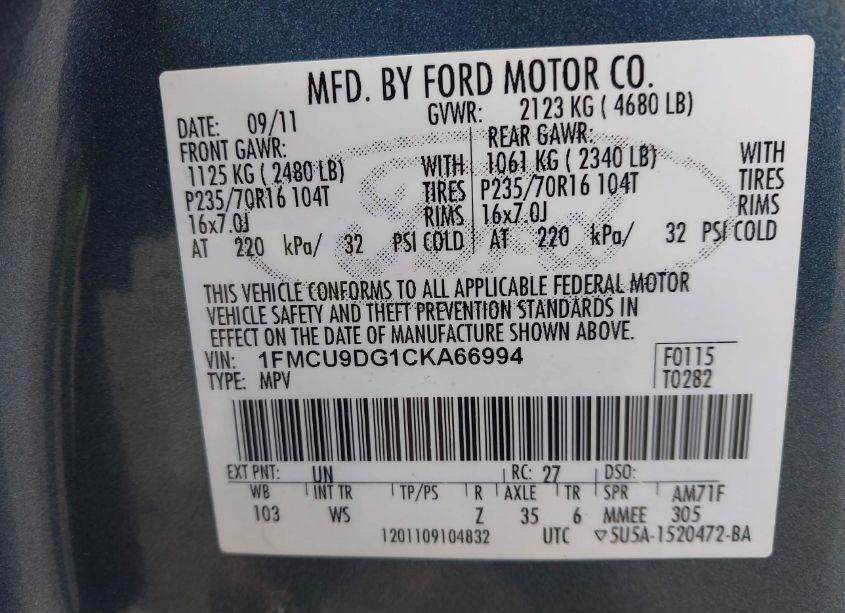 MFD. BY FORD MOTOR CO.
DATE: 09/11 GVWR: 2123 KG ( 4680 LB)
FRONT GAWR: REAR GAWR:
1125 KG ( 2480 LB) WITH 1061 KG ( 2340 LB) WITH
P235/70R16 104T TIRES P235/70R16 104T TIRES
16x7.0J RIMS 16x7.0J RIMS
AT 220 kPa/ 32 PSI COLD AT 220 kPa/ 32 PSI COLD
THIS VEHICLE CONFORMS TO ALL APPLICABLE FEDERAL MOTOR
VEHICLE SAFETY AND THEFT PREVENTION STANDARDS IN
EFFECT ON THE DATE OF MANUFACTURE SHOWN ABOVE.
VIN: 1FMCU9DG1CKA66994 F0115
TYPE: MPV T0282
EXT PNT: UN RC: 27 DSO:
WB INT TR TP/PS R AXLE TR SPR AM71F
103 WS Z 35 6 MMEE 305
1201109104832 UTC ▽5U5A-1520472-BA